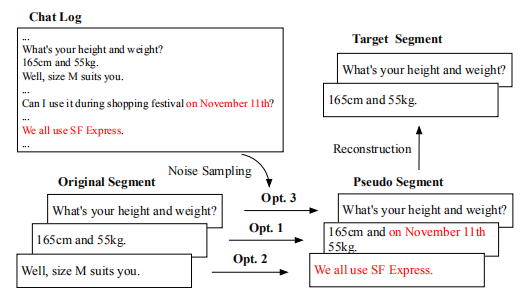 Chat Log
...
What's your height and weight?
165cm and 55kg.
Well, size M suits you.
...
Can I use it during shopping festival on November 11th?
...
We all use SF Express.
...
Noise Sampling
Original Segment
What's your height and weight?
165cm and 55kg.
Well, size M suits you.
Opt. 3
Opt. 1
Opt. 2
Target Segment
What's your height and weight?
165cm and 55kg.
Reconstruction
Pseudo Segment
What's your height and weight?
165cm and on November 11th
55kg.
We all use SF Express.